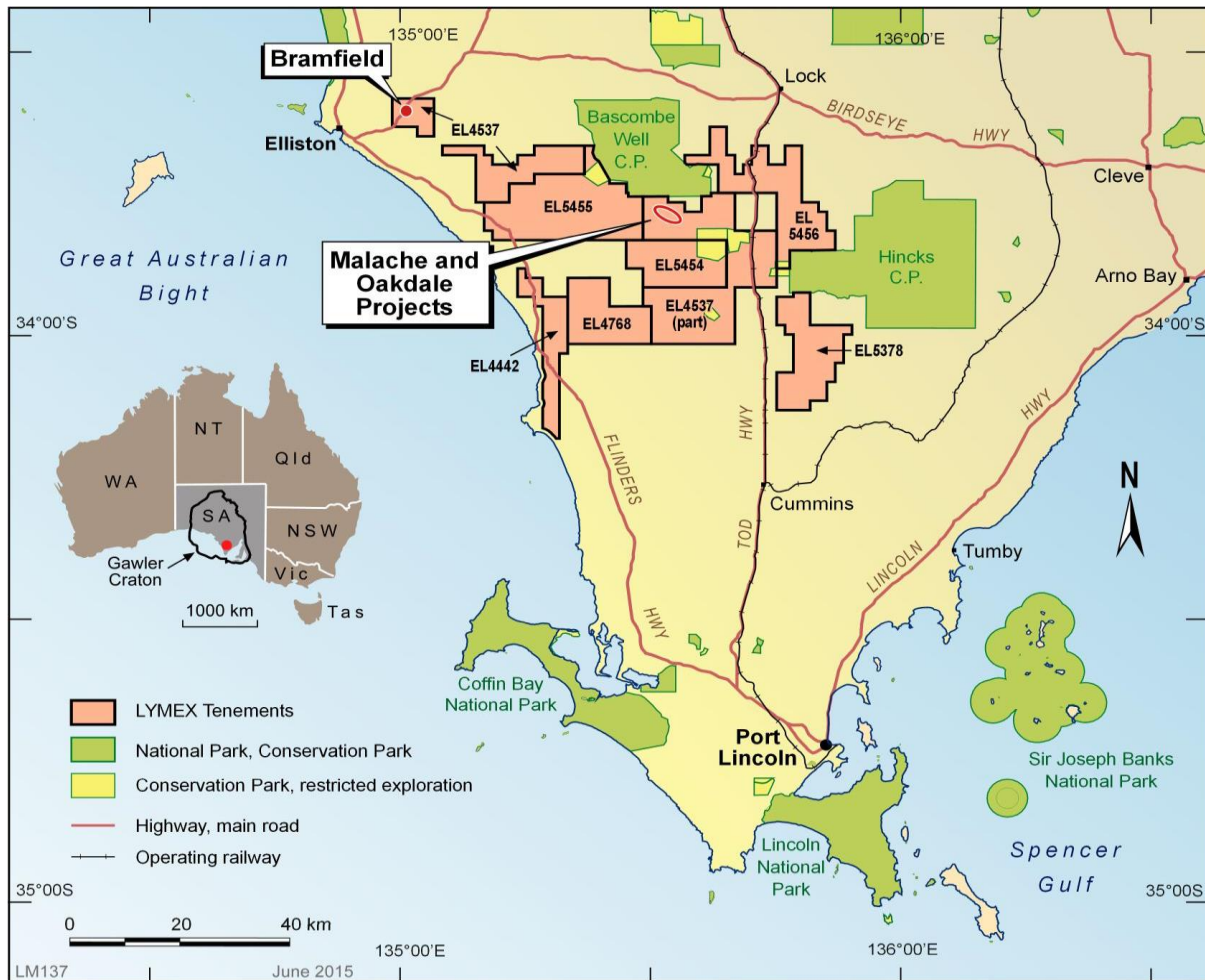 135°00'E
136°00'E
Bramfield
Lock
EL4537
BIRDSEYE
HWY
Bascombe
Well
C.P.
Elliston
Cleve
EL5455
EL
5456
Great Australian
Bight
Malache and
Oakdale
Projects
Hincks
C.P.
EL5454
Arno Bay
EL4537
(part)
EL4768
34°00'S
34°00'S
EL4442
EL5378
HWY
HWY
FLINDERS
NT
Qld
WA
N
SA
NSW
Cummins
TOD
Gawler
Craton
Vic
Tumby
LINCOLN
1000 km
Tas
HWY
Coffin Bay
National Park
LYMEX Tenements
National Park, Conservation Park
Port
Lincoln
Sir Joseph Banks
National Park
Conservation Park, restricted exploration
Highway, main road
Operating railway
Lincoln
National
Park
Spencer
Gulf
35°00'S
35°00'S
0 20 40 km
135°00'E
136°00'E
LM137
June 2015